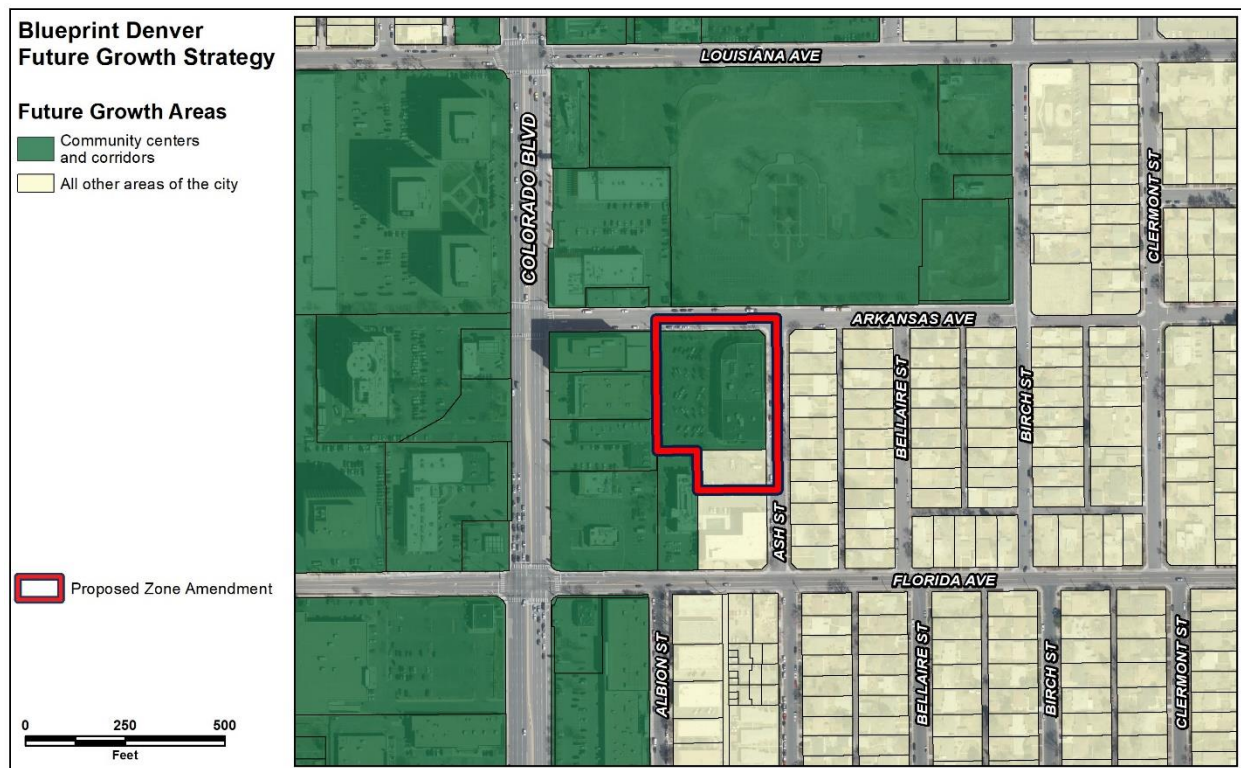 Blueprint Denver
Future Growth Strategy
Future Growth Areas
Community centers
and corridors
All other areas of the city
Proposed Zone Amendment
0 250 500
Feet
LOUISIANA AVE
COLORADO BLVD
CLERMONT ST
ARKANSAS AVE
BELLAIRE ST
BIRCH ST
ASH ST
FLORIDA AVE
ALBION ST
BELLAIRE ST
BIRCH ST
CLERMONT ST